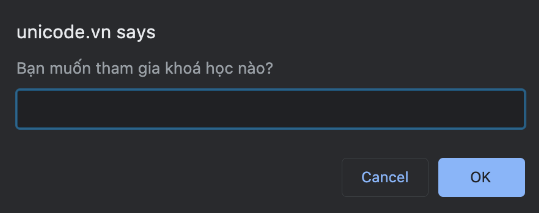 unicode.vn says
Bạn muốn tham gia khoá học nào?
Cancel OK